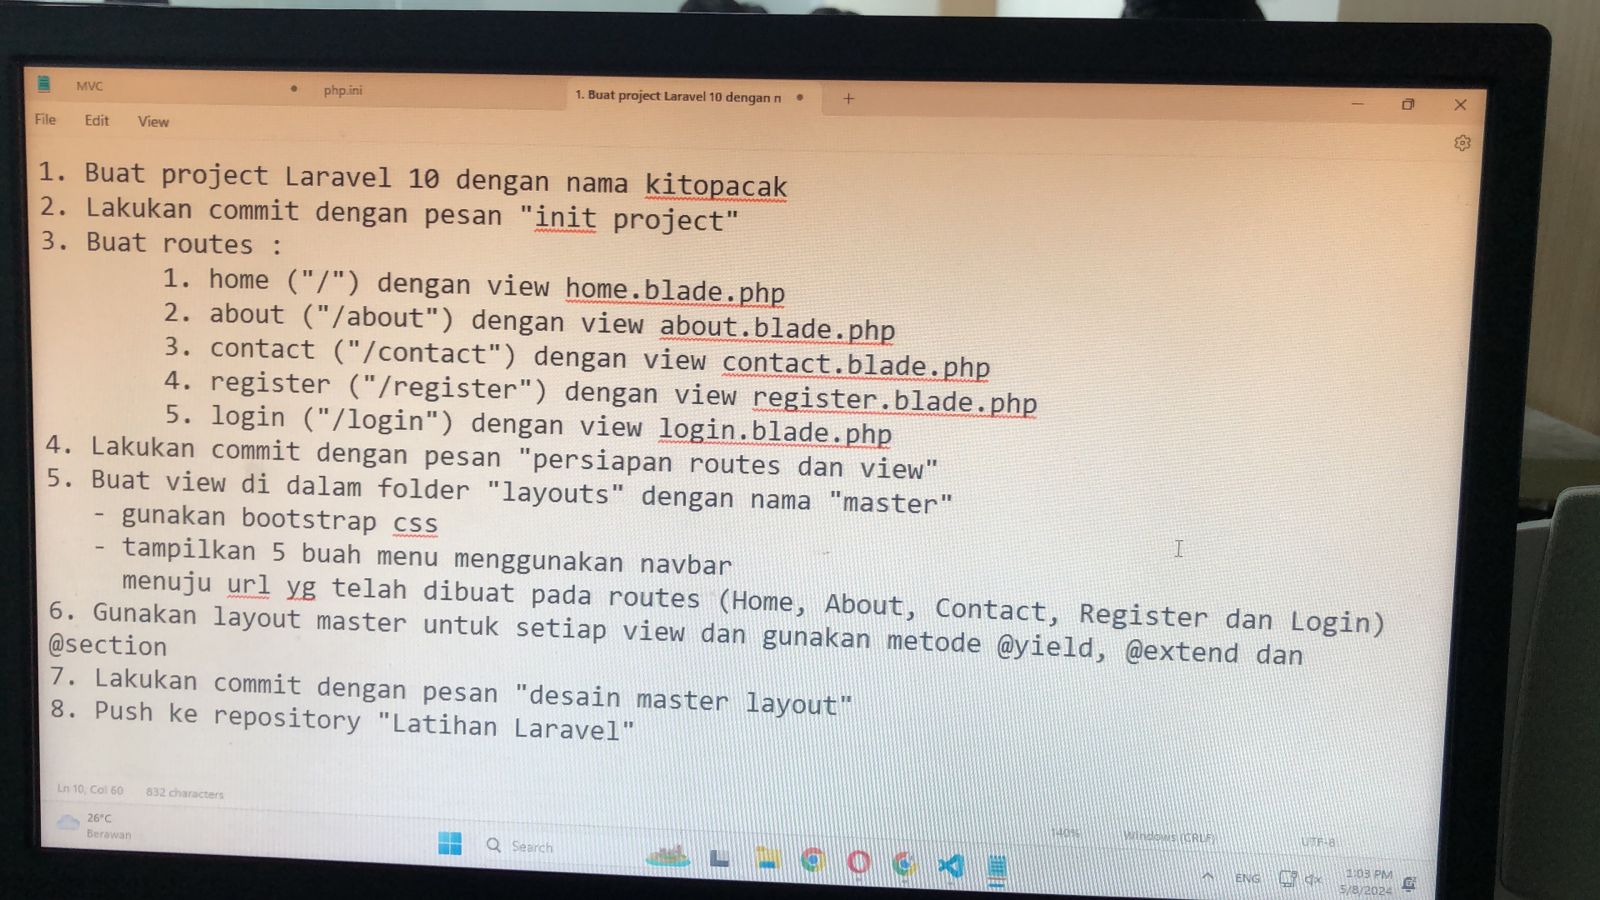 MVC
php.ini
1. Buat project Laravel 10 dengan n
File Edit View
1. Buat project Laravel 10 dengan nama kitopacak
2. Lakukan commit dengan pesan "init project"
3. Buat routes :
1. home ("/") dengan view home.blade.php
2. about ("/about") dengan view about.blade.php
3. contact ("/contact") dengan view contact.blade.php
4. register ("/register") dengan view register.blade.php
5. login ("/login") dengan view login.blade.php
4. Lakukan commit dengan pesan "persiapan routes dan view"
5. Buat view di dalam folder "layouts" dengan nama "master"
- gunakan bootstrap css
- tampilkan 5 buah menu menggunakan navbar
menuju url yg telah dibuat pada routes (Home, About, Contact, Register dan Login)
6. Gunakan layout master untuk setiap view dan gunakan metode @yield, @extend dan
@section
7. Lakukan commit dengan pesan "desain master layout"
8. Push ke repository "Latihan Laravel"
Ln 10, Col 60 832 characters
140% Windows (CRLF) UTF-8
26°C
Berawan
Search
ENG
1:03 PM
5/8/2024